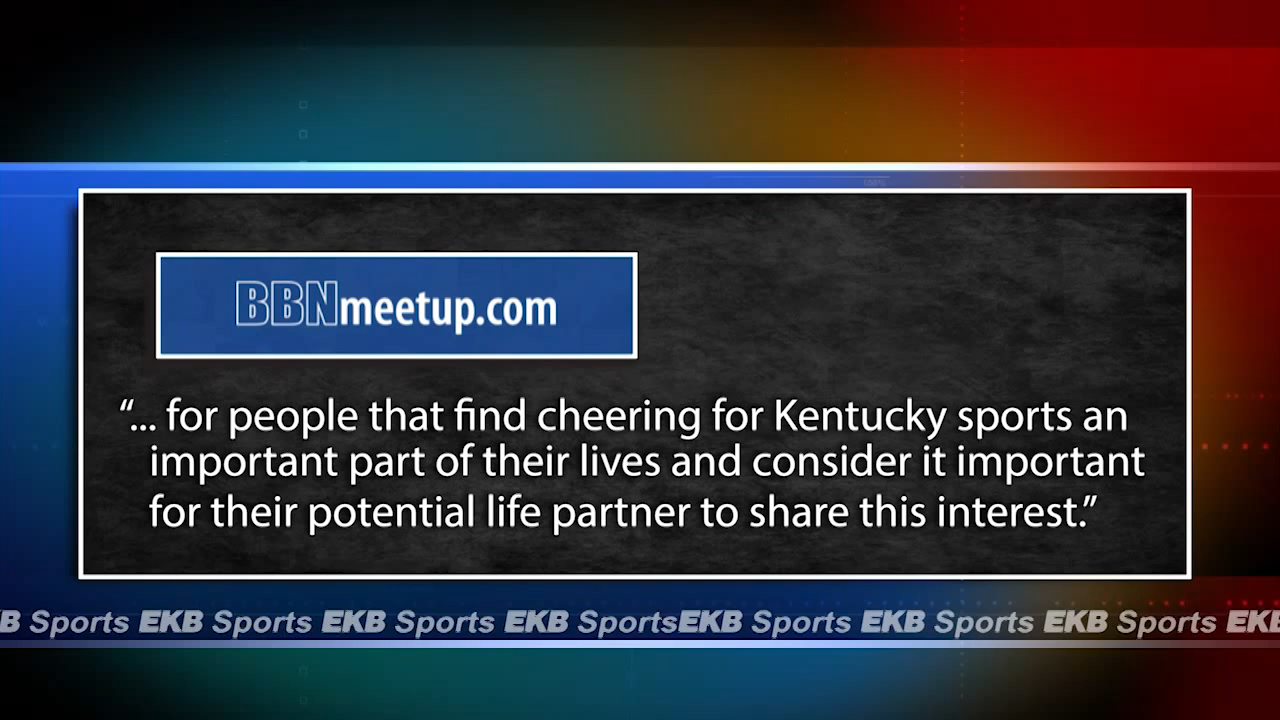 BBNmeetup.com
“... for people that find cheering for Kentucky sports an
important part of their lives and consider it important
for their potential life partner to share this interest.”
B Sports EKB Sports EKB Sports EKB SportsEKB Sports EKB Sports EKB Sports EKB